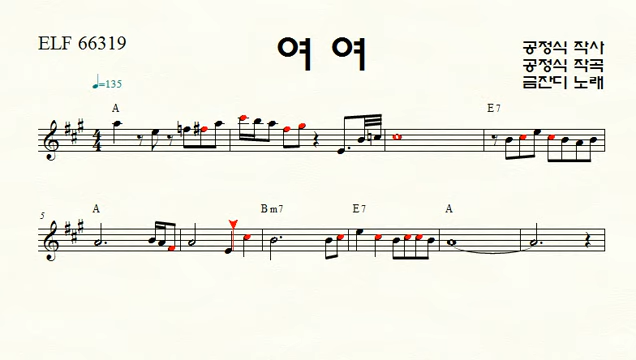 ELF 66319
여 여
공정식 작사
공정식 작곡
금잔디 노래
=135
A
E7
5
A
Bm7
E7
A